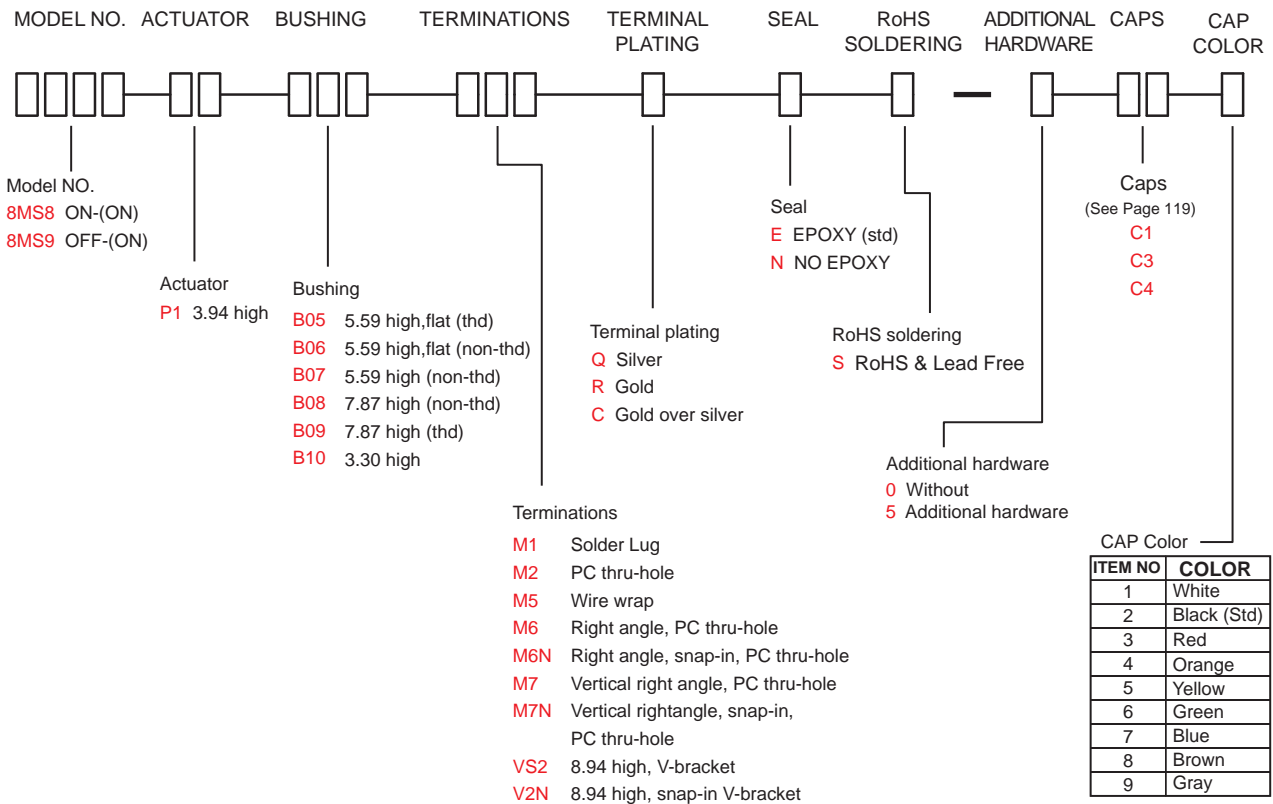 MODEL NO. ACTUATOR BUSHING TERMINATIONS TERMINAL PLATING SEAL RoHS SOLDERING ADDITIONAL HARDWARE CAPS CAP COLOR
Model NO.
8MS8 ON-(ON)
8MS9 OFF-(ON)
Actuator
P1 3.94 high
Bushing
B05 5.59 high,flat (thd)
B06 5.59 high,flat (non-thd)
B07 5.59 high (non-thd)
B08 7.87 high (non-thd)
B09 7.87 high (thd)
B10 3.30 high
Terminations
M1 Solder Lug
M2 PC thru-hole
M5 Wire wrap
M6 Right angle, PC thru-hole
M6N Right angle, snap-in, PC thru-hole
M7 Vertical right angle, PC thru-hole
M7N Vertical rightangle, snap-in,
PC thru-hole
VS2 8.94 high, V-bracket
V2N 8.94 high, snap-in V-bracket
Terminal plating
Q Silver
R Gold
C Gold over silver
Seal
E EPOXY (std)
N NO EPOXY
RoHS soldering
S RoHS & Lead Free
Additional hardware
0 Without
5 Additional hardware
Caps
(See Page 119)
C1
C3
C4
CAP Color
ITEM NO COLOR
1 White
2 Black (Std)
3 Red
4 Orange
5 Yellow
6 Green
7 Blue
8 Brown
9 Gray